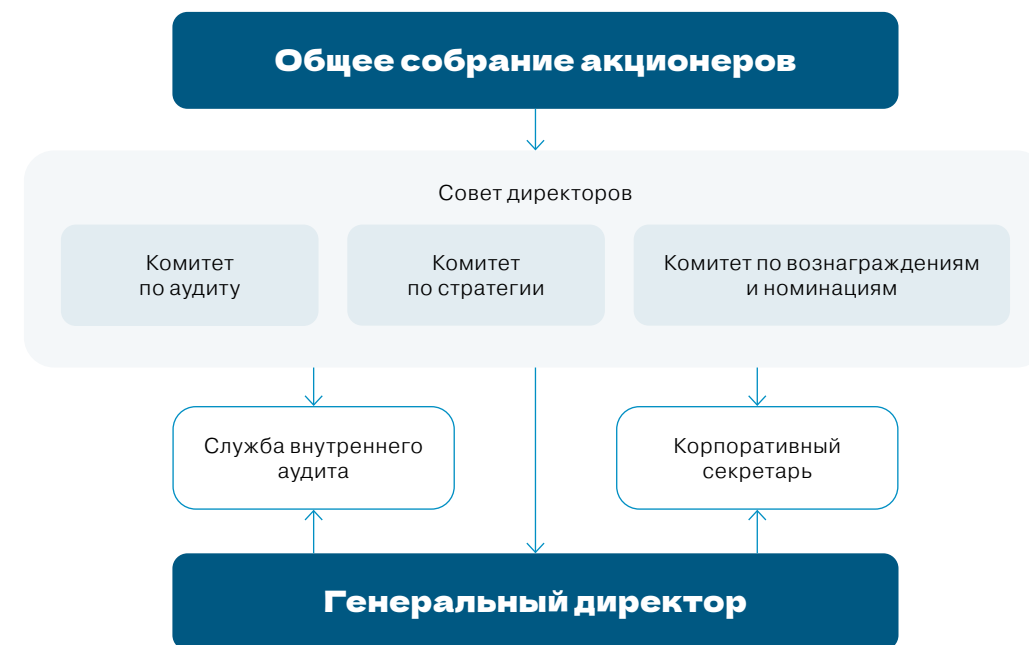 Общее собрание акционеров
Совет директоров
Комитет
по аудиту
Комитет
по стратегии
Комитет по вознаграждениям
и номинациям
Служба внутреннего
аудита
Корпоративный
секретарь
Генеральный директор